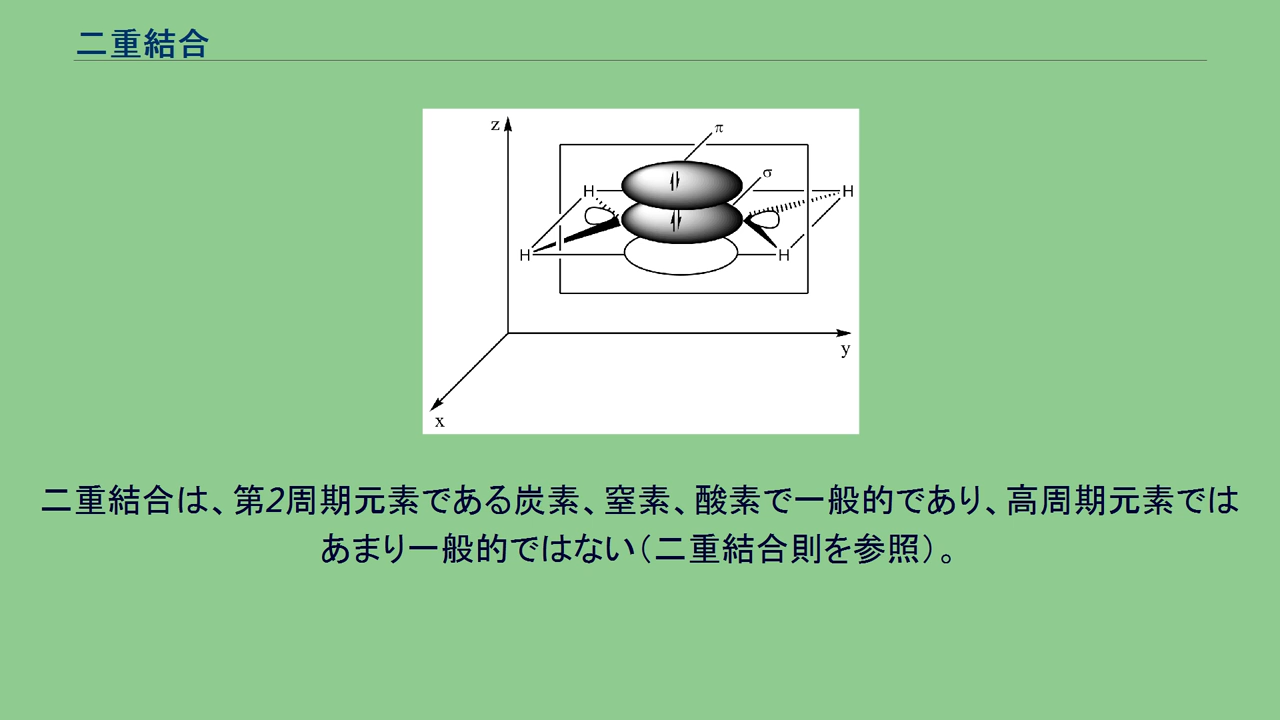 二重結合
z
π
σ
H
H
H
H
y
x
二重結合は、第2周期元素である炭素、窒素、酸素で一般的であり、高周期元素では
あまり一般的ではない（二重結合則を参照）。